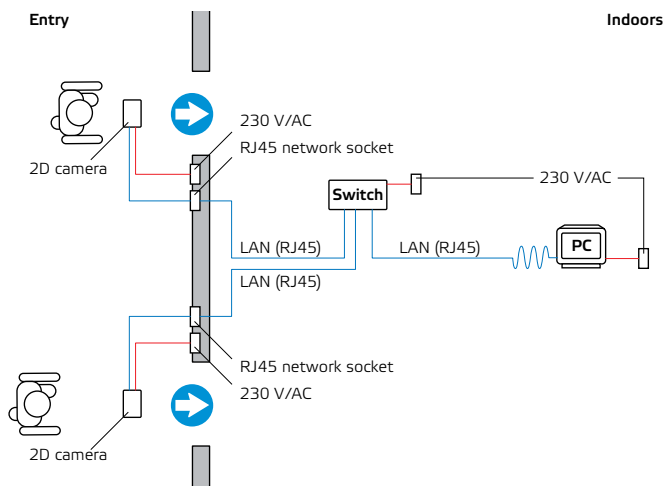 Entry
Indoors
230 V/AC
RJ45 network socket
2D camera
Switch
230 V/AC
LAN (RJ45)
LAN (RJ45)
PC
LAN (RJ45)
RJ45 network socket
230 V/AC
2D camera